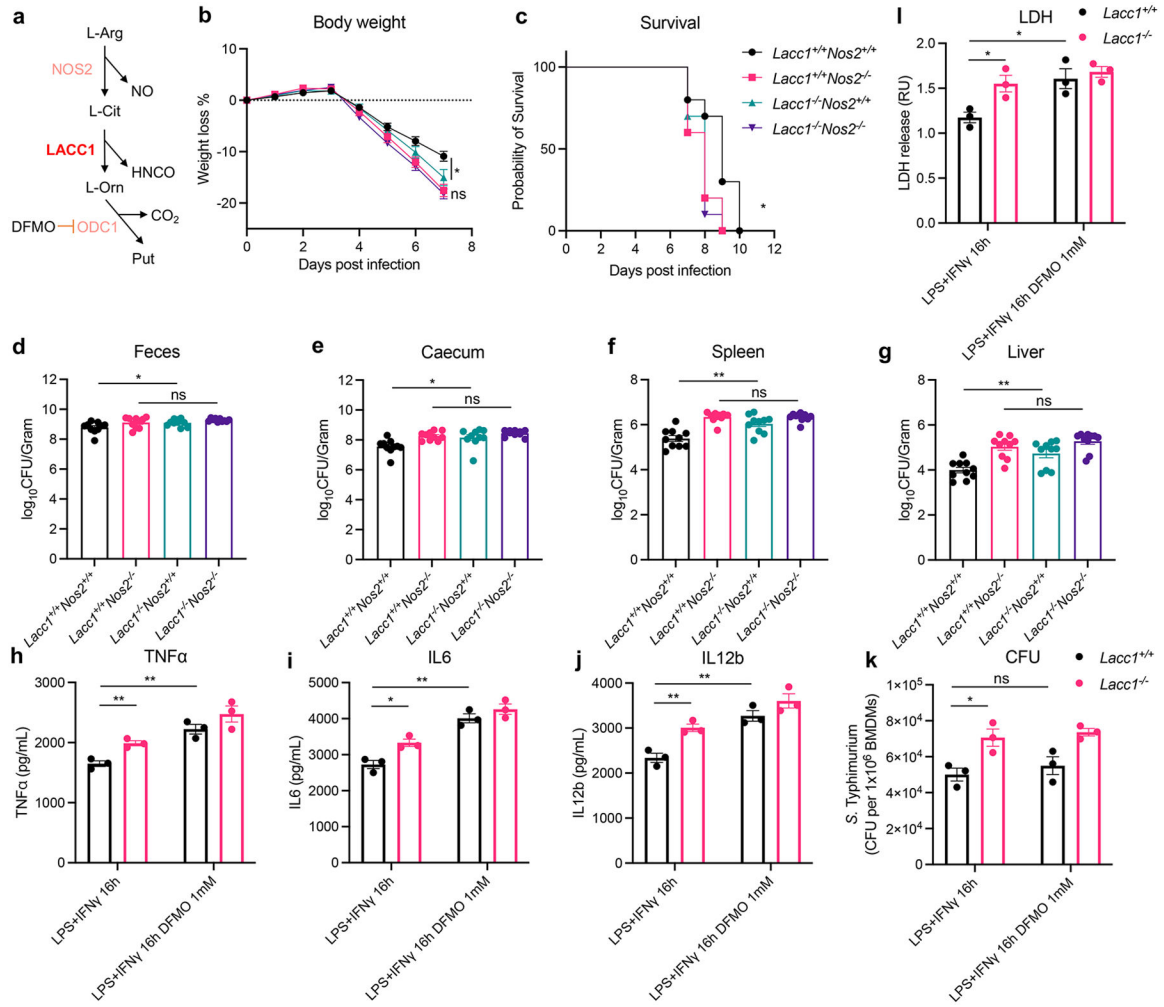 a
L-Arg
NOS2
NO
L-Cit
LACC1
HNCO
L-Orn
CO2
DFMO
ODC1
Put
b
Body weight
Weight loss %
10
0
-10
-20
*
ns
0 2 4 6 8
Days post infection
c
Survival
Probability of Survival
100
50
0
*
0 2 4 6 8 10 12
Days post infection
Lacc1+/+Nos2+/+
Lacc1+/+Nos2-/-
Lacc1-/-Nos2+/+
Lacc1-/-Nos2-/-
l
LDH
Lacc1+/+
Lacc1-/-
LDH release (RU)
2.0
1.5
1.0
0.5
0.0
*
*
LPS+IFNγ 16h
LPS+IFNγ 16h DFMO 1mM
d
Feces
log10CFU/Gram
12
10
8
6
4
2
0
*
ns
Lacc1+/+Nos2+/+
Lacc1+/+Nos2-/-
Lacc1-/-Nos2+/+
Lacc1-/-Nos2-/-
e
Caecum
log10CFU/Gram
12
10
8
6
4
2
0
*
ns
Lacc1+/+Nos2+/+
Lacc1+/+Nos2-/-
Lacc1-/-Nos2+/+
Lacc1-/-Nos2-/-
f
Spleen
log10CFU/Gram
8
6
4
2
0
**
ns
Lacc1+/+Nos2+/+
Lacc1+/+Nos2-/-
Lacc1-/-Nos2+/+
Lacc1-/-Nos2-/-
g
Liver
log10CFU/Gram
8
6
4
2
0
**
ns
Lacc1+/+Nos2+/+
Lacc1+/+Nos2-/-
Lacc1-/-Nos2+/+
Lacc1-/-Nos2-/-
h
TNFα
TNFα (pg/mL)
3000
2000
1000
0
**
**
LPS+IFNγ 16h
LPS+IFNγ 16h DFMO 1mM
i
IL6
IL6 (pg/mL)
5000
4000
3000
2000
1000
0
**
*
LPS+IFNγ 16h
LPS+IFNγ 16h DFMO 1mM
j
IL12b
IL12b (pg/mL)
4000
3000
2000
1000
0
**
**
LPS+IFNγ 16h
LPS+IFNγ 16h DFMO 1mM
k
CFU
Lacc1+/+
Lacc1-/-
S. Typhimurium
(CFU per 1x10⁶ BMDMs)
1×10⁵
8×10⁴
6×10⁴
4×10⁴
2×10⁴
0
ns
*
LPS+IFNγ 16h
LPS+IFNγ 16h DFMO 1mM